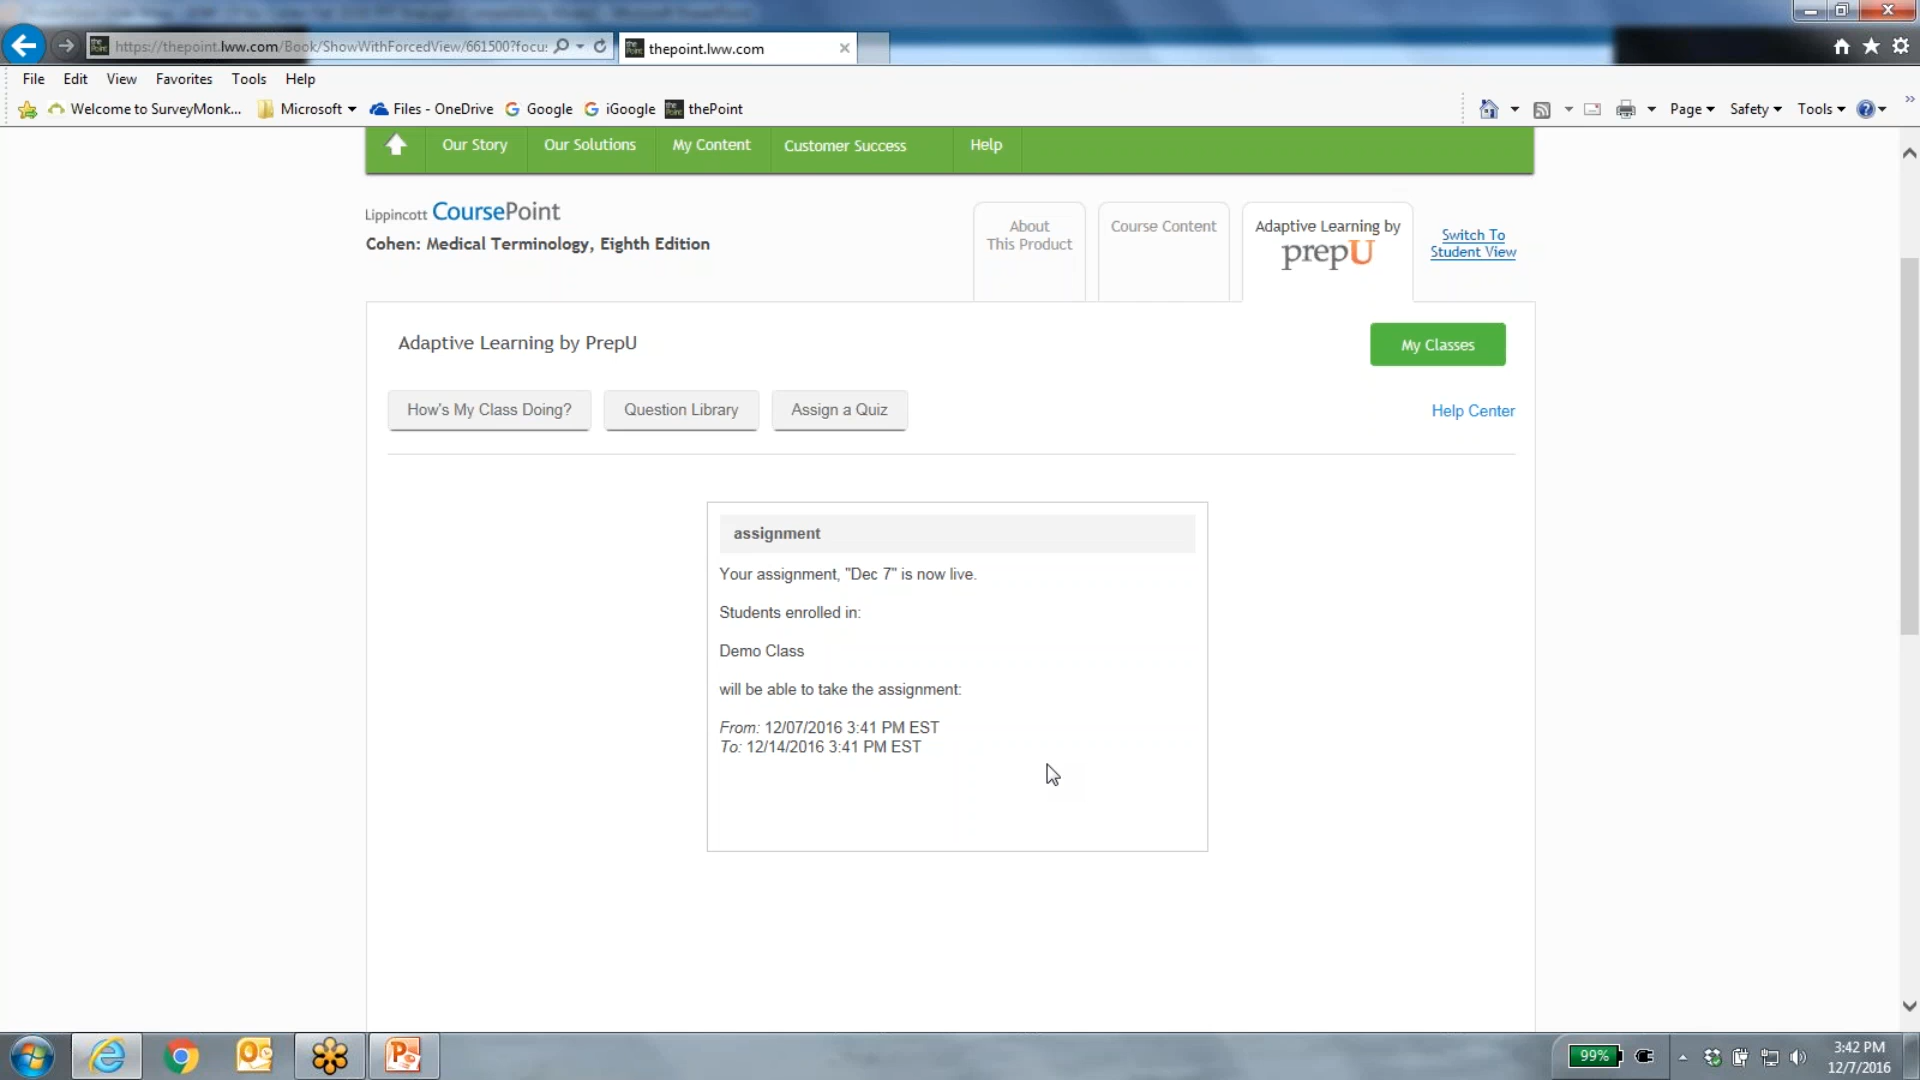 https://thepoint.lww.com/Book/ShowWithForcedView/661500?focu:
thepoint.lww.com
File Edit View Favorites Tools Help
Welcome to SurveyMonk... Microsoft Files - OneDrive Google iGoogle thePoint
Page Safety Tools
Our Story Our Solutions My Content Customer Success Help
Lippincott CoursePoint
Cohen: Medical Terminology, Eighth Edition
About
This Product
Course Content
Adaptive Learning by
prepU
Switch To
Student View
Adaptive Learning by PrepU
My Classes
How's My Class Doing? Question Library Assign a Quiz
Help Center
assignment
Your assignment, "Dec 7" is now live.
Students enrolled in:
Demo Class
will be able to take the assignment:
From: 12/07/2016 3:41 PM EST
To: 12/14/2016 3:41 PM EST
99%
3:42 PM
12/7/2016